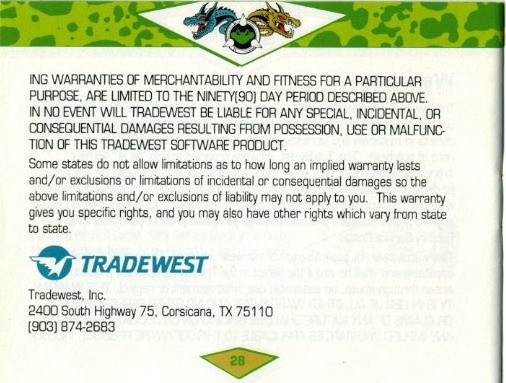 ING WARRANTIES OF MERCHANTABILITY AND FITNESS FOR A PARTICULAR
PURPOSE, ARE LIMITED TO THE NINETY(90) DAY PERIOD DESCRIBED ABOVE.
IN NO EVENT WILL TRADEWEST BE LIABLE FOR ANY SPECIAL, INCIDENTAL, OR
CONSEQUENTIAL DAMAGES RESULTING FROM POSSESSION, USE OR MALFUNC-
TION OF THIS TRADEWEST SOFTWARE PRODUCT.
Some states do not allow limitations as to how long an implied warranty lasts
and/or exclusions or limitations of incidental or consequential damages so the
above limitations and/or exclusions of liability may not apply to you. This warranty
gives you specific rights, and you may also have other rights which vary from state
to state.
TRADEWEST
Tradewest, Inc.
2400 South Highway 75, Corsicana, TX 75110
(903) 874-2683
28